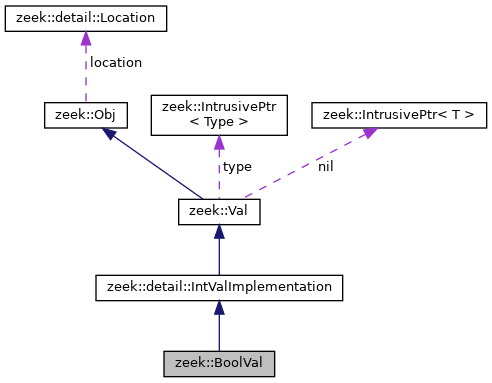 zeek::detail::Location
location
zeek::Obj
zeek::IntrusivePtr
< Type >
zeek::IntrusivePtr< T >
type
nil
zeek::Val
zeek::detail::IntValImplementation
zeek::BoolVal